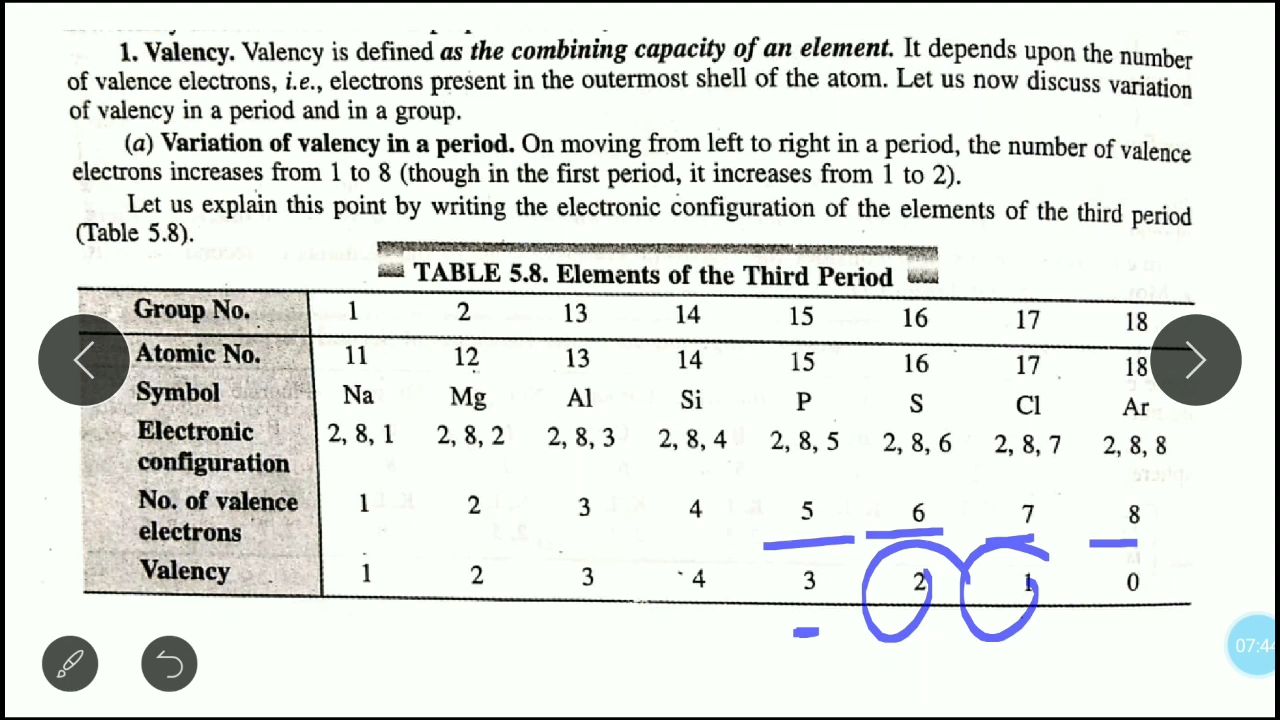 1. Valency. Valency is defined as the combining capacity of an element. It depends upon the number
of valence electrons, i.e., electrons present in the outermost shell of the atom. Let us now discuss variation
of valency in a period and in a group.
(a) Variation of valency in a period. On moving from left to right in a period, the number of valence
electrons increases from 1 to 8 (though in the first period, it increases from 1 to 2).
Let us explain this point by writing the electronic configuration of the elements of the third period
(Table 5.8).
TABLE 5.8. Elements of the Third Period
Group No. 1 2 13 14 15 16 17 18
Atomic No. 11 12 13 14 15 16 17 18
Symbol Na Mg Al Si P S Cl Ar
Electronic 2, 8, 1 2, 8, 2 2, 8, 3 2, 8, 4 2, 8, 5 2, 8, 6 2, 8, 7 2, 8, 8
configuration
No. of valence 1 2 3 4 5 6 7 8
electrons
Valency 1 2 3 4 3 2 1 0
07:44